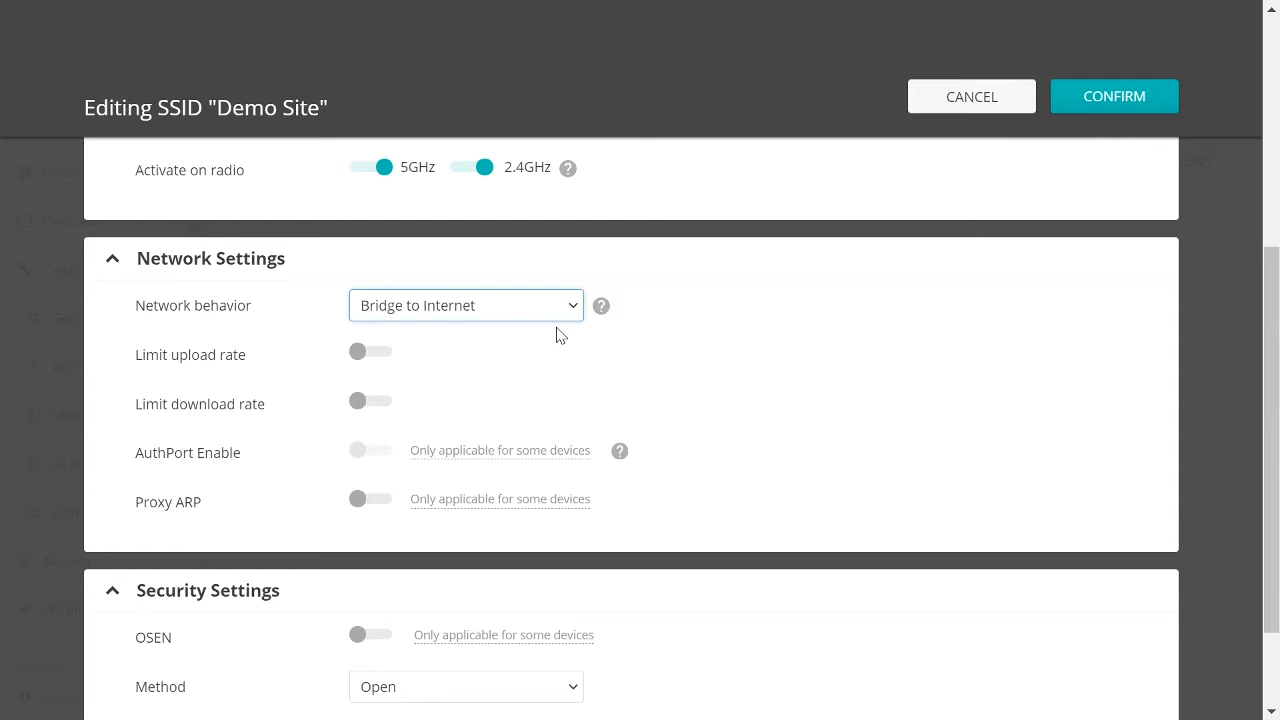 CANCEL
CONFIRM
Editing SSID "Demo Site"
Activate on radio
5GHz
2.4GHz
?
Network Settings
Network behavior
Bridge to Internet
?
Limit upload rate
Limit download rate
AuthPort Enable
Only applicable for some devices
?
Proxy ARP
Only applicable for some devices
Security Settings
OSEN
Only applicable for some devices
Method
Open